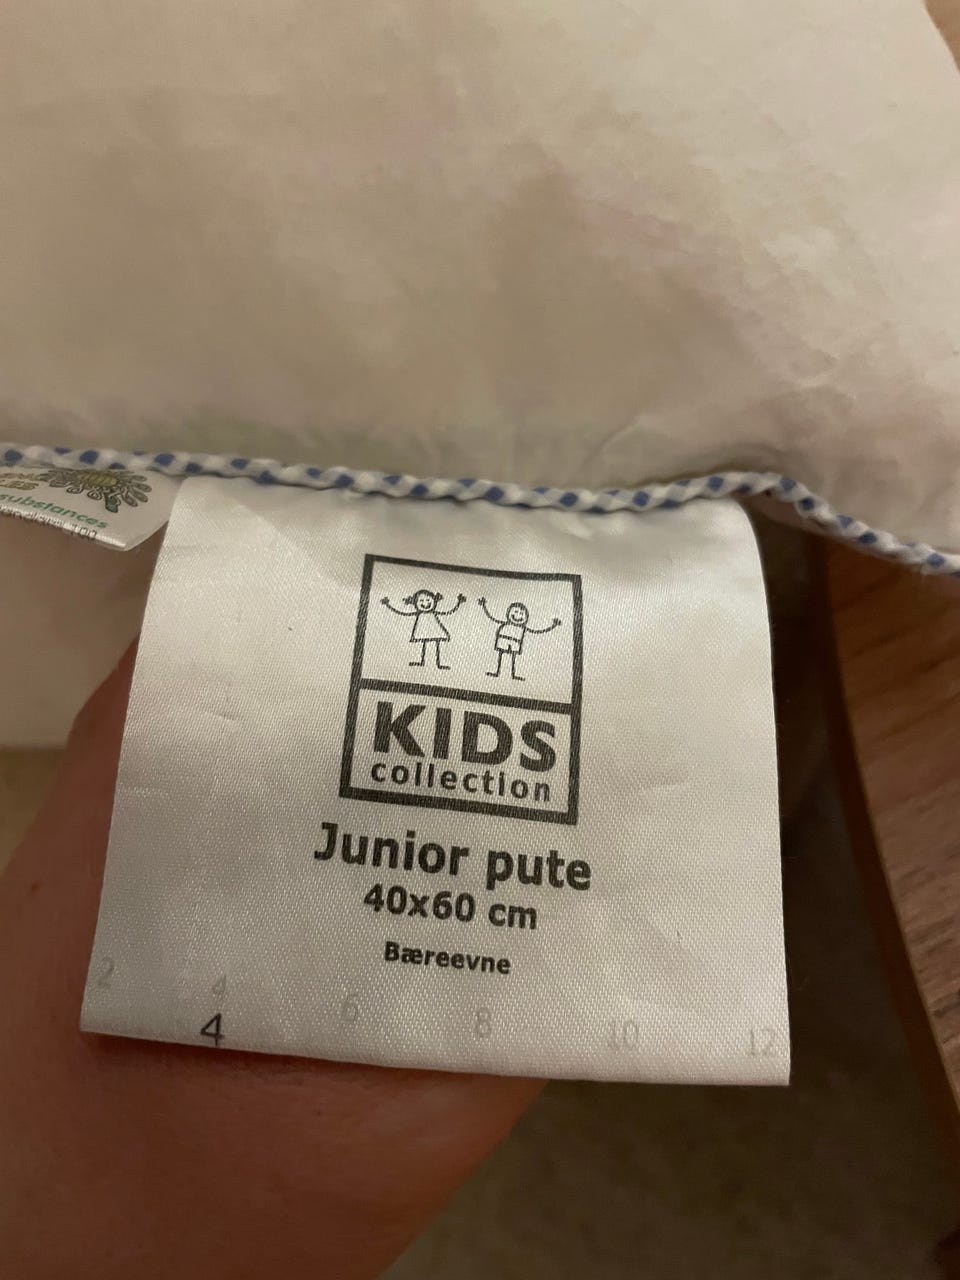 substances
KIDS
collection
Junior pute
40x60 cm
Bæreevne
2 4 6 8 10 12
4